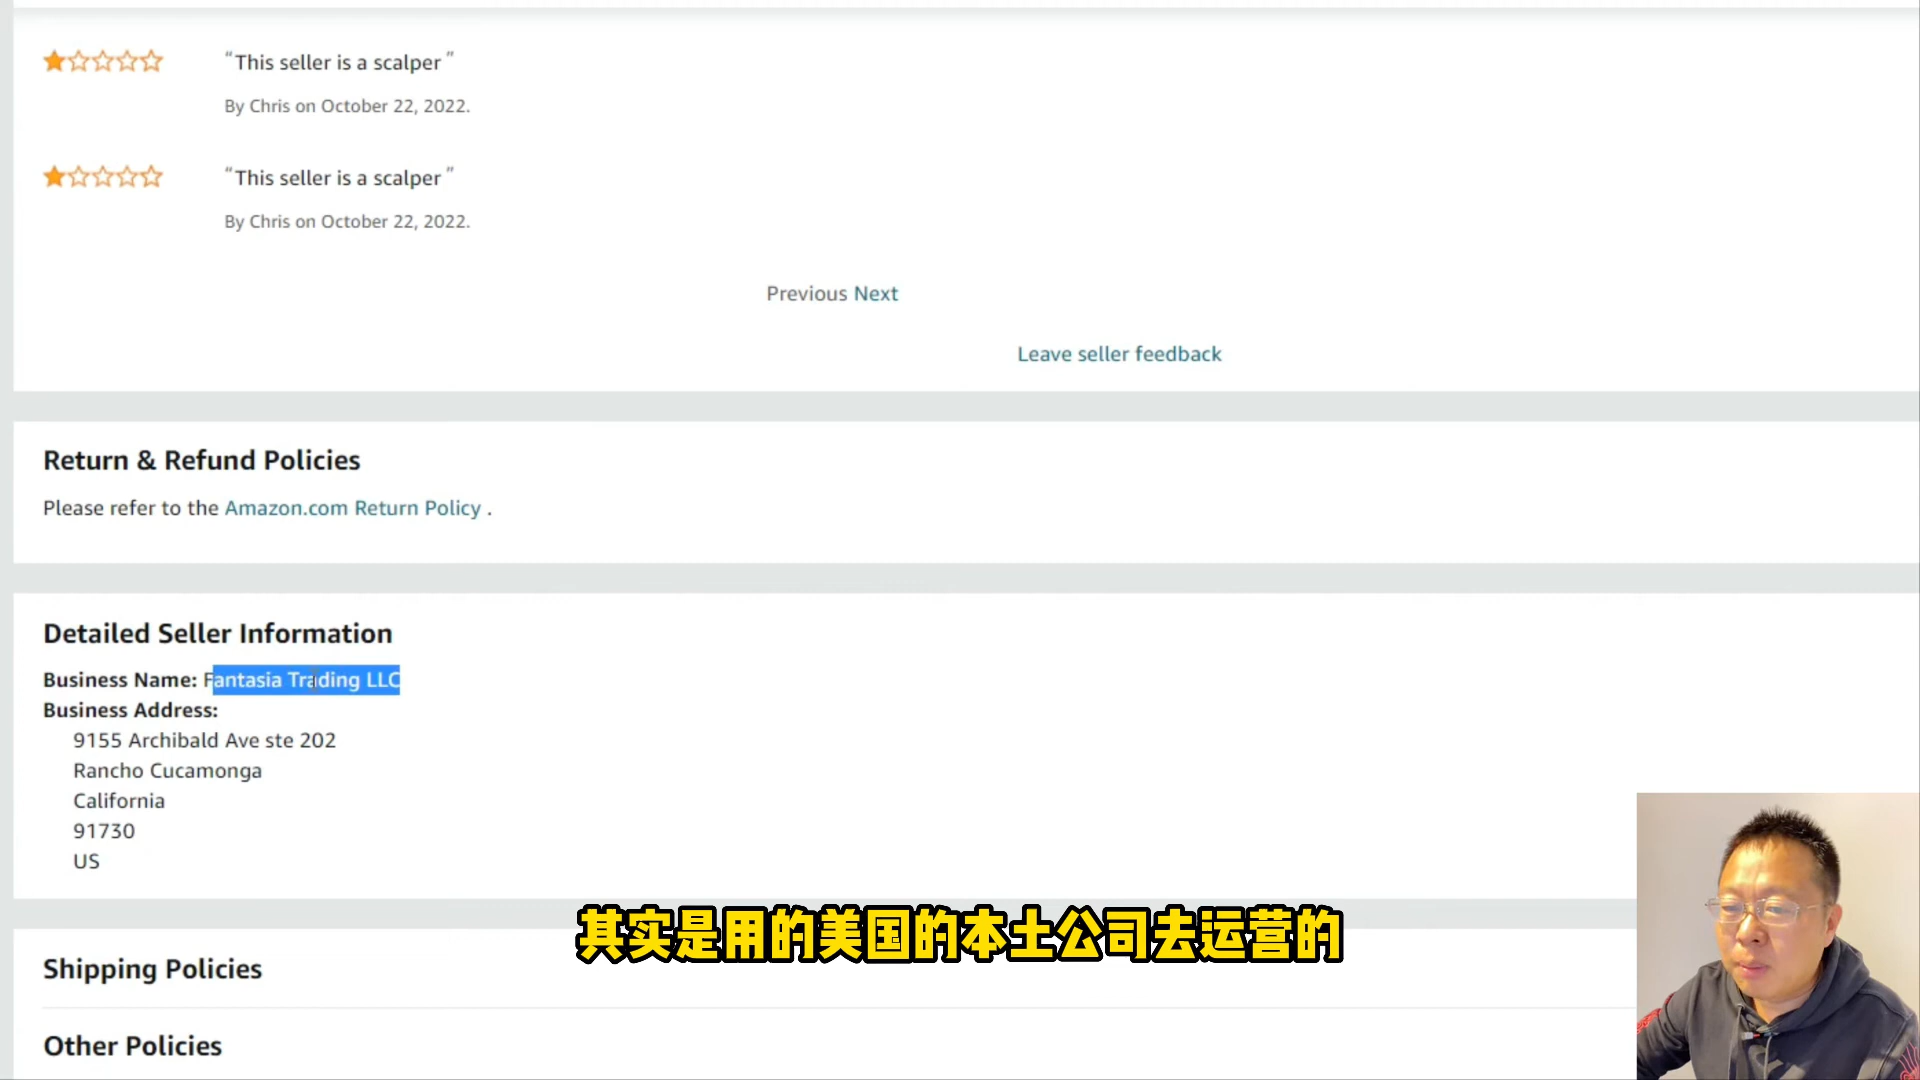 “This seller is a scalper”
By Chris on October 22, 2022.
“This seller is a scalper”
By Chris on October 22, 2022.
Previous Next
Leave seller feedback
Return & Refund Policies
Please refer to the Amazon.com Return Policy .
Detailed Seller Information
Business Name: Fantasia Trading LLC
Business Address:
9155 Archibald Ave ste 202
Rancho Cucamonga
California
91730
US
其实是用的美国的本土公司去运营的
Shipping Policies
Other Policies